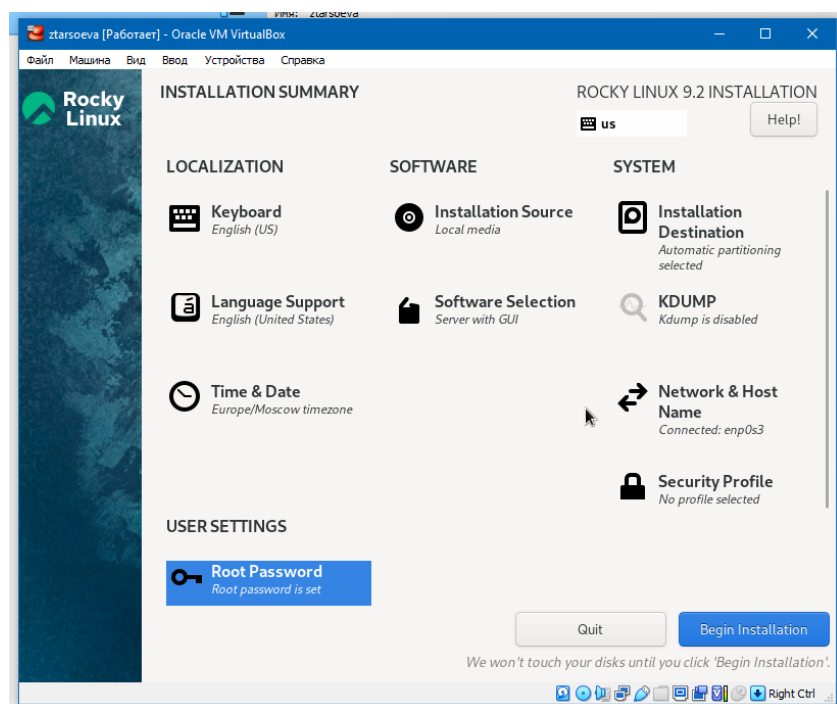 Имя: ztarsoeva
ztarsoeva [Работает] - Oracle VM VirtualBox
Файл Машина Вид Ввод Устройства Справка
Rocky
Linux
INSTALLATION SUMMARY
ROCKY LINUX 9.2 INSTALLATION
us
Help!
LOCALIZATION
SOFTWARE
SYSTEM
Keyboard
English (US)
Installation Source
Local media
Installation
Destination
Automatic partitioning
selected
Language Support
English (United States)
Software Selection
Server with GUI
KDUMP
Kdump is disabled
Time & Date
Europe/Moscow timezone
Network & Host
Name
Connected: enp0s3
Security Profile
No profile selected
USER SETTINGS
Root Password
Root password is set
Quit
Begin Installation
We won't touch your disks until you click 'Begin Installation'.
Right Ctrl